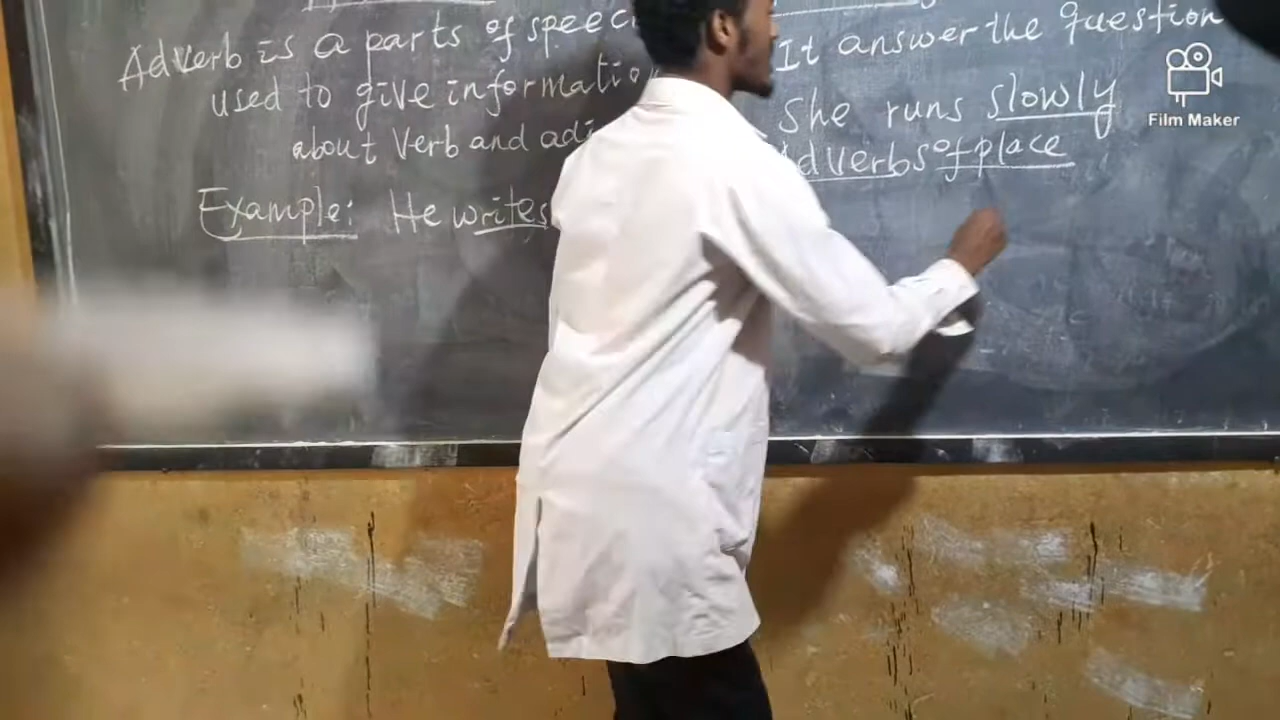 Adverb is a parts of speec
used to give informatio
about Verb and adj
Example: He writes
It answer the question
She runs slowly
dverbs of place
Film Maker